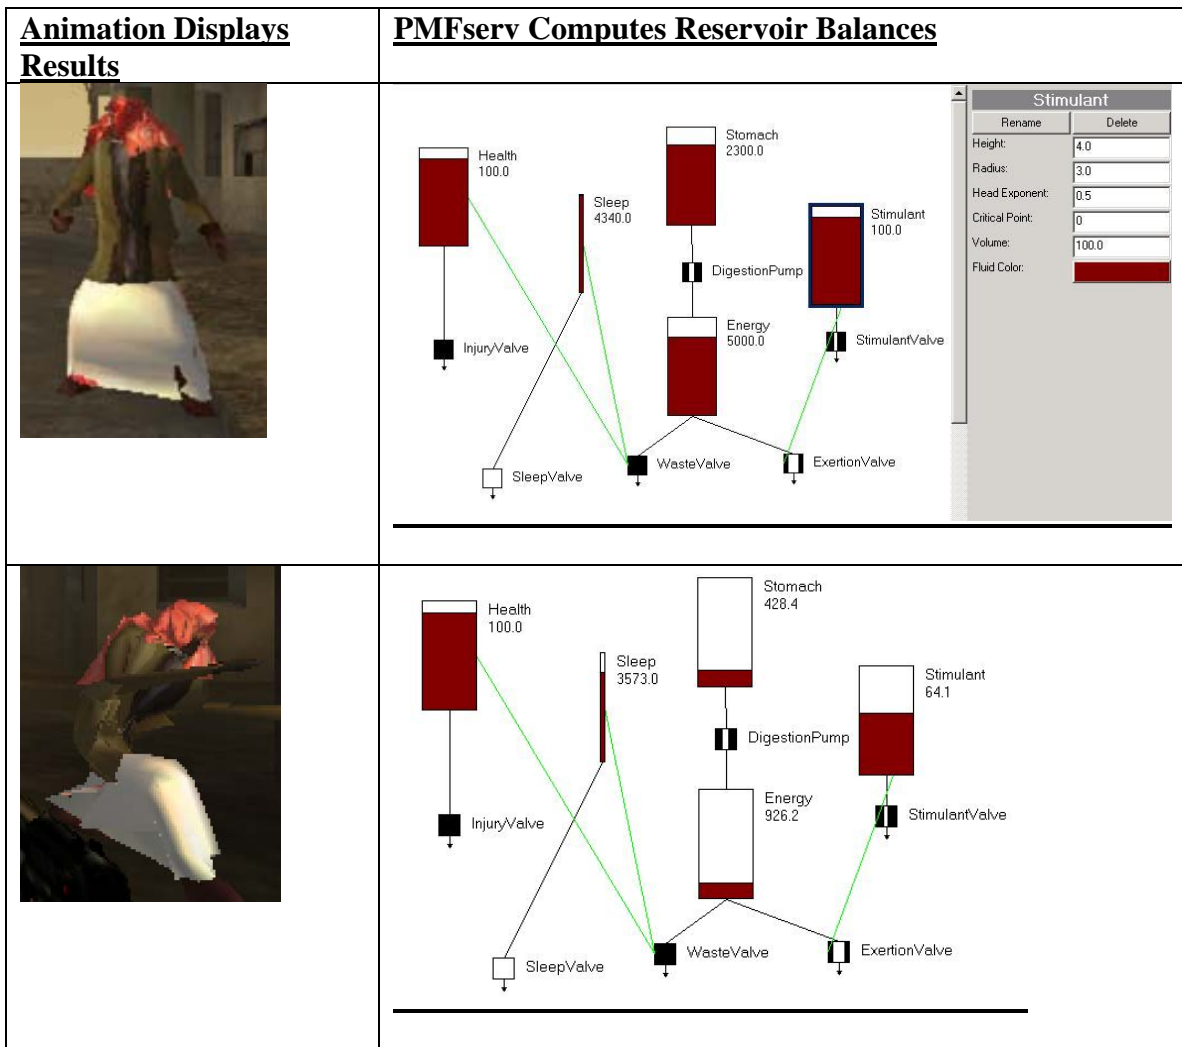 Animation Displays
Results
PMFserv Computes Reservoir Balances
Health
100.0
Sleep
4340.0
Stomach
2300.0
DigestionPump
Stimulant
100.0
Energy
5000.0
StimulantValve
InjuryValve
SleepValve
WasteValve
ExertionValve
Stimulant
Rename Delete
Height: 4.0
Radius: 3.0
Head Exponent: 0.5
Critical Point: 0
Volume: 100.0
Fluid Color:
Health
100.0
Sleep
3573.0
Stomach
428.4
DigestionPump
Stimulant
64.1
Energy
926.2
StimulantValve
InjuryValve
SleepValve
WasteValve
ExertionValve